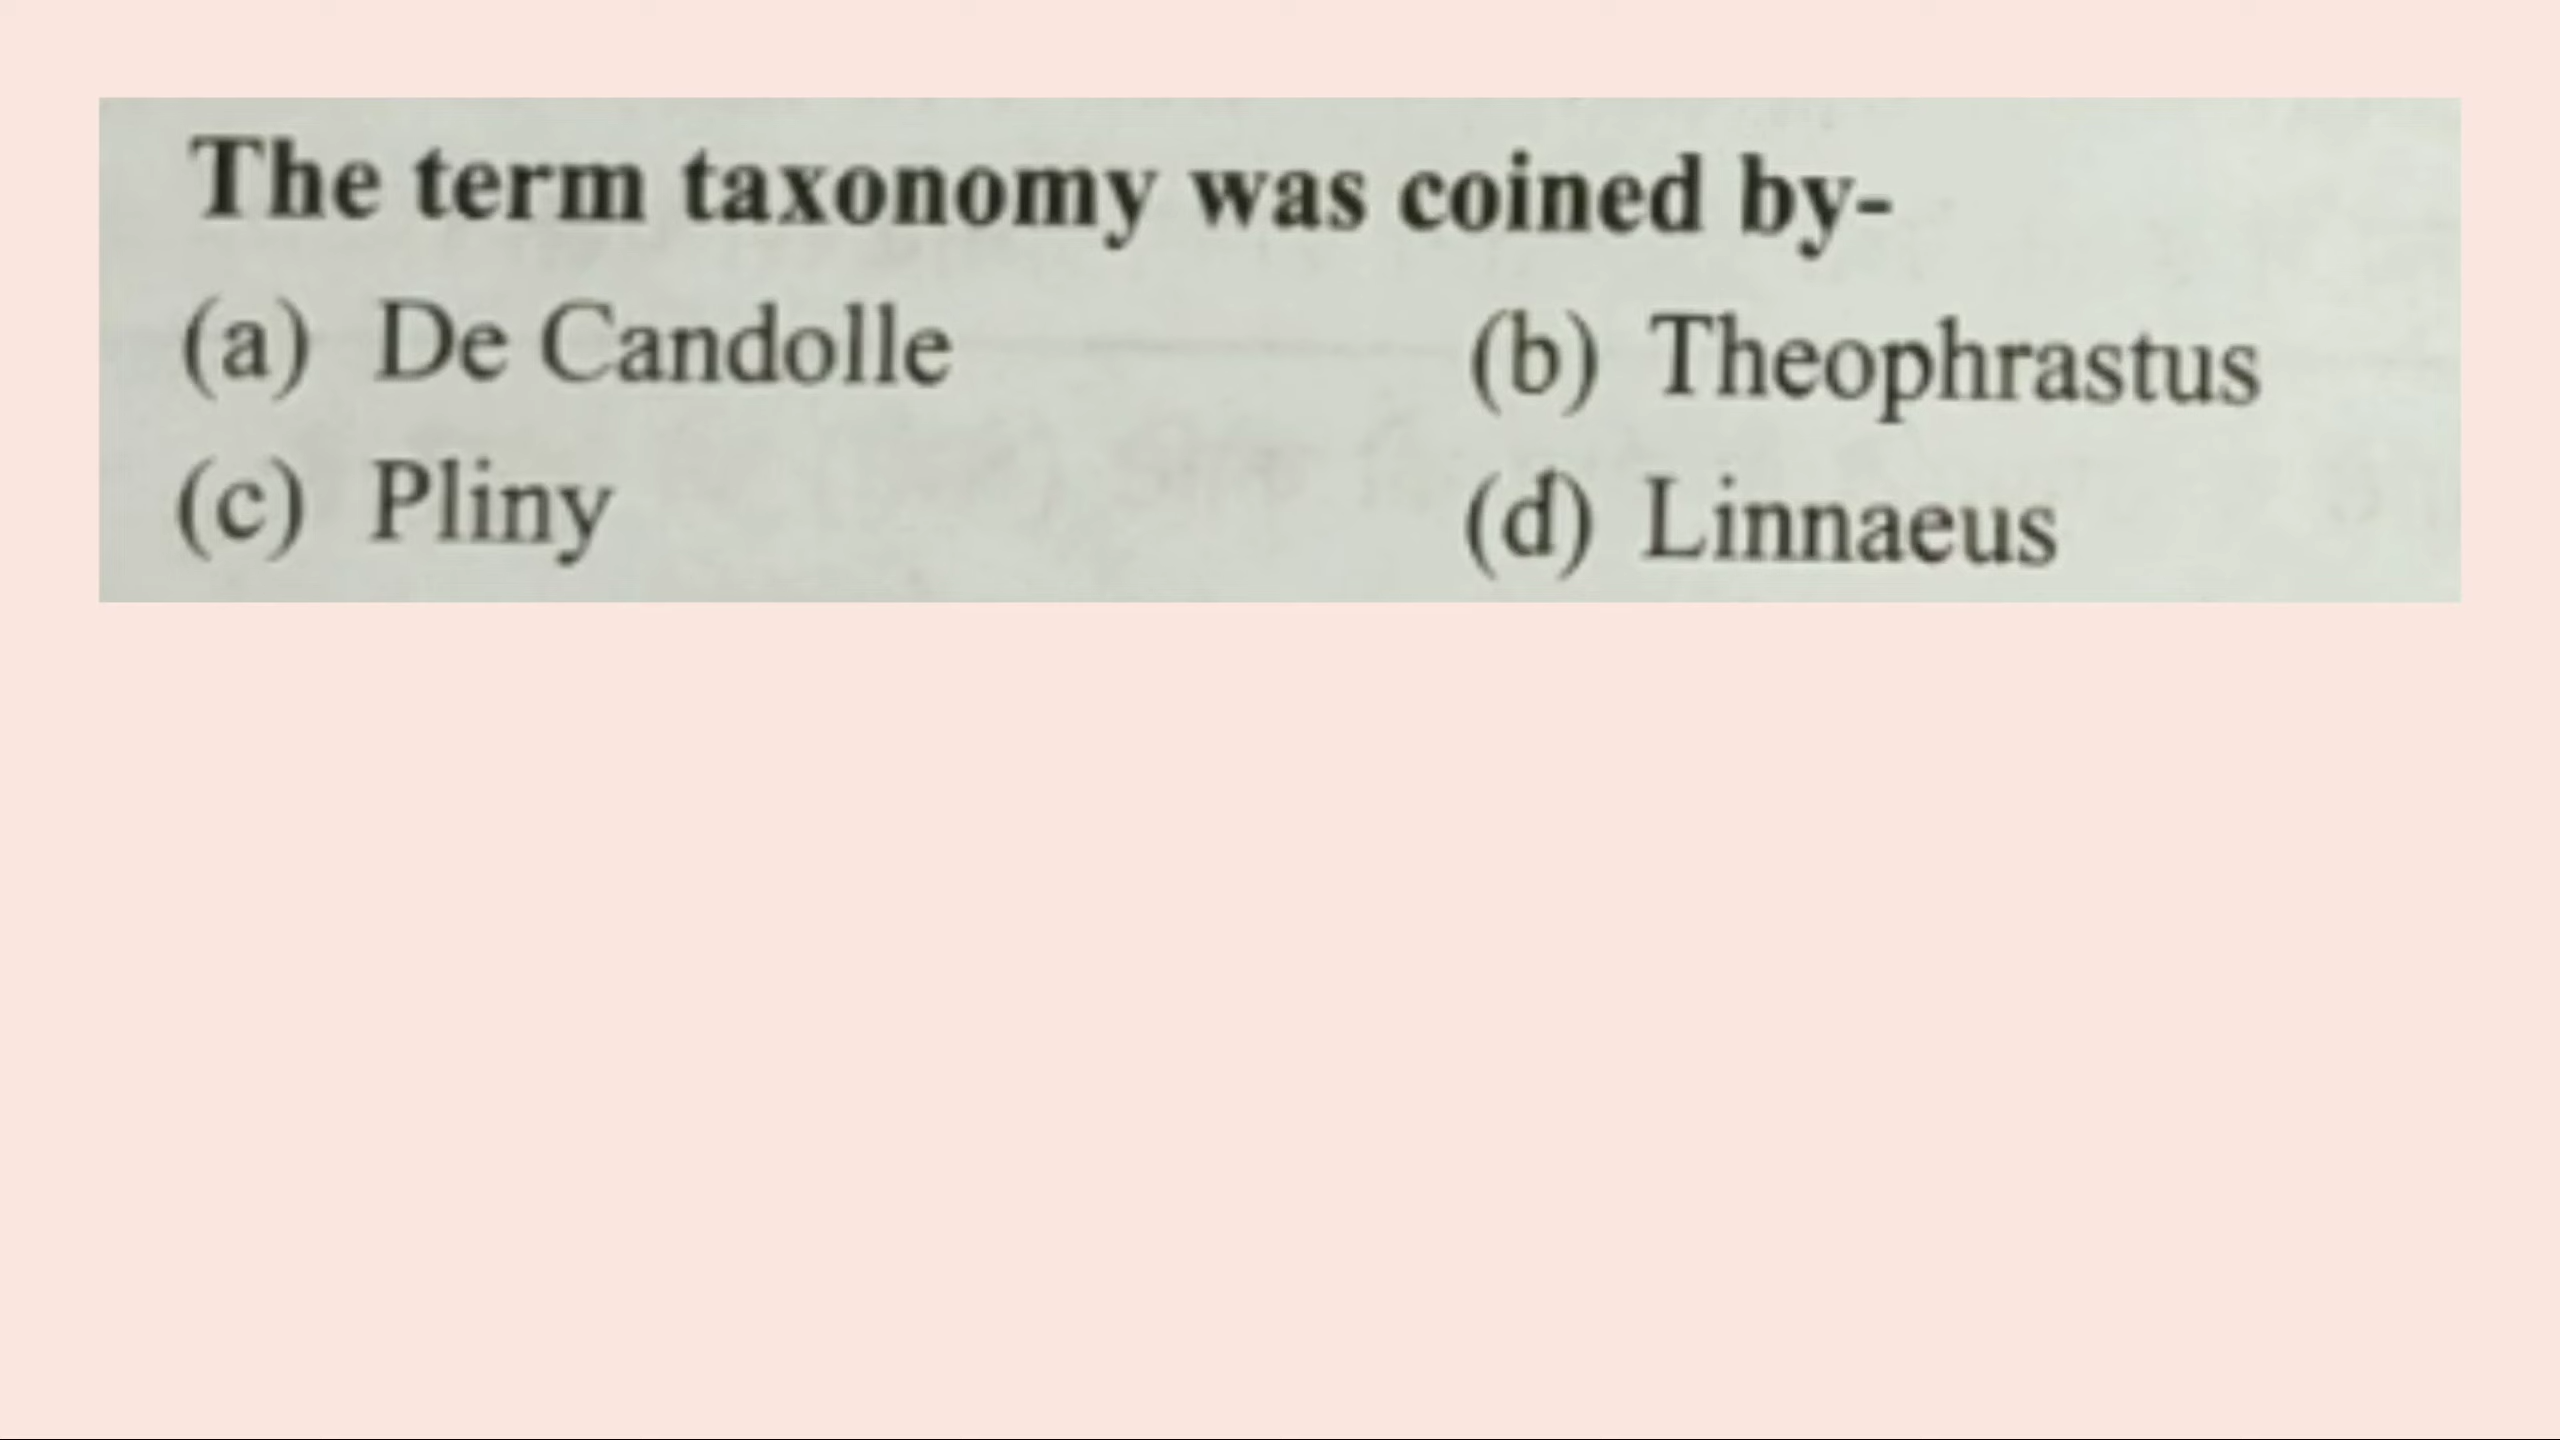 The term taxonomy was coined by-
(a) De Candolle (b) Theophrastus
(c) Pliny (d) Linnaeus